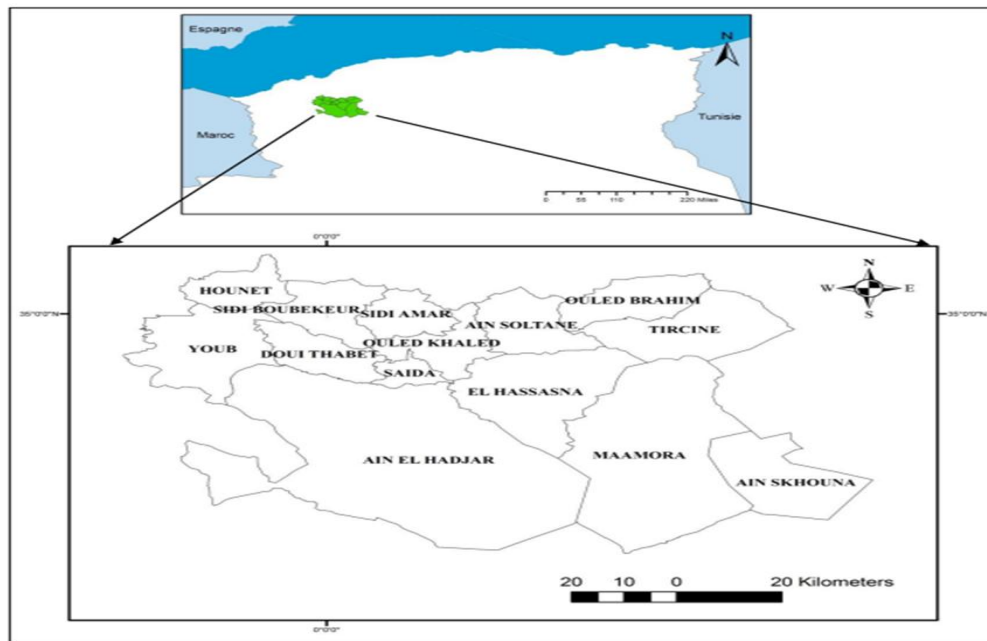 Espagne
N
Maroc
Tunisie
0 55 110 220 Miles
0°0'0"
N
W E
S
35°0'0"N
35°0'0"N
HOUNET
OULED BRAHIM
SIDI BOUBEKEUR
SIDI AMAR
AIN SOLTANE
TIRCINE
YOUB
DOUI THABET
OULED KHALED
SAIDA
EL HASSASNA
AIN EL HADJAR
MAAMORA
AIN SKHOUNA
20 10 0 20 Kilometers
0°0'0"